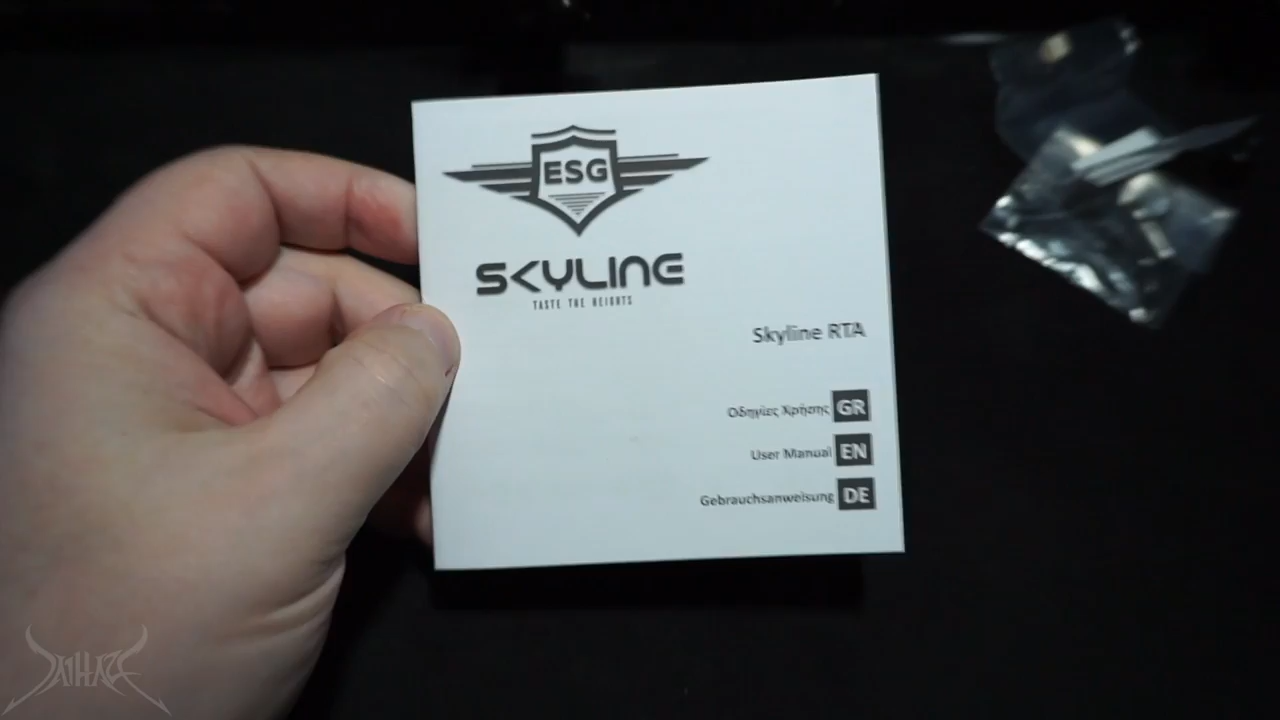 ESG
SKYLINE
TASTE THE HEIGHTS
Skyline RTA
Οδηγίες Χρήσης GR
User Manual EN
Gebrauchsanweisung DE